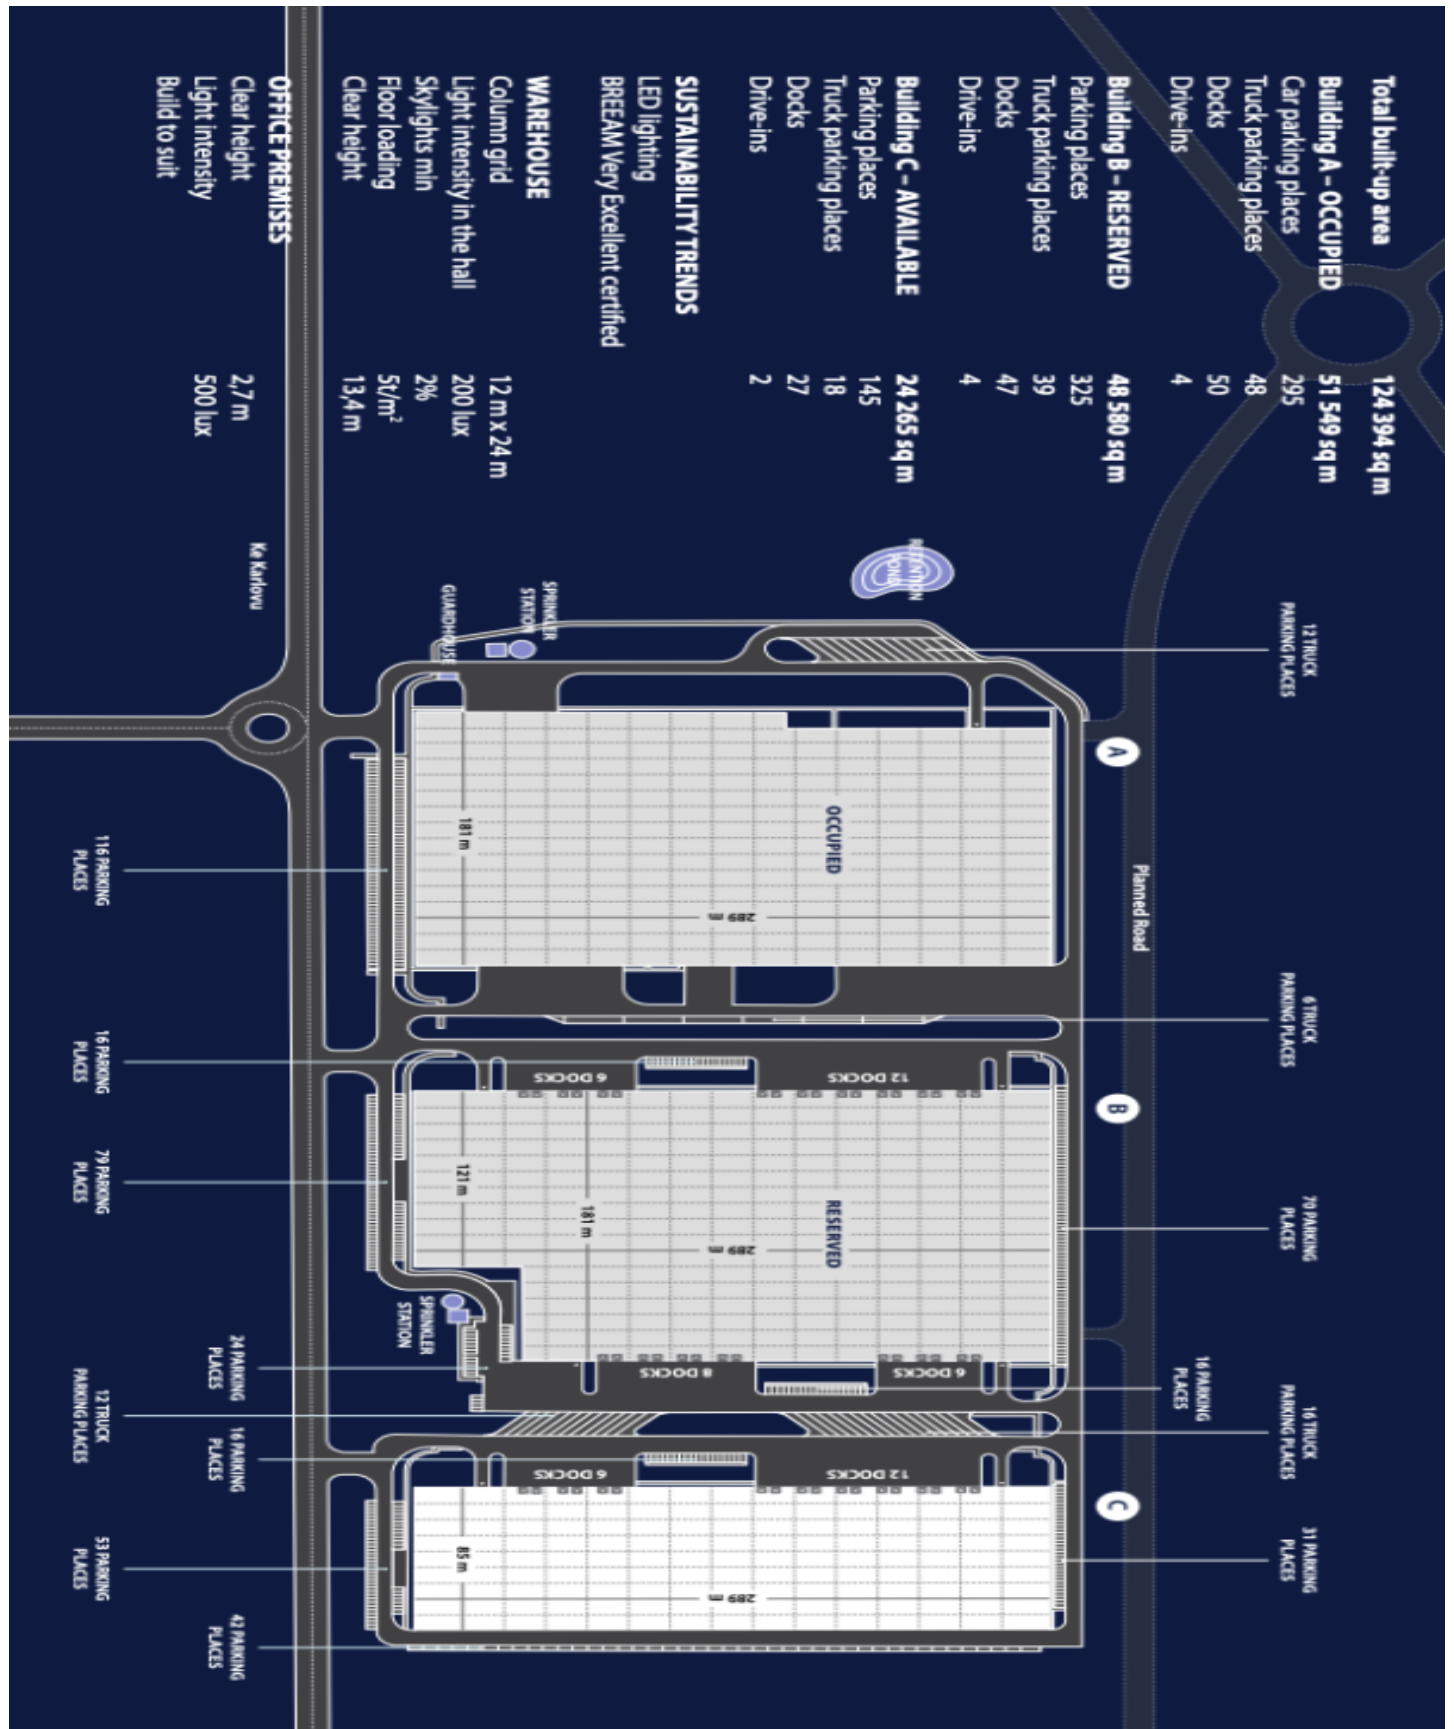 Total built-up area 124 394 sq m
Building A – OCCUPIED 51 549 sq m
Car parking places 295
Truck parking places 48
Docks 50
Drive-ins 4
Building B – RESERVED 48 580 sq m
Parking places 325
Truck parking places 39
Docks 47
Drive-ins 4
Building C – AVAILABLE 24 265 sq m
Parking places 145
Truck parking places 18
Docks 27
Drive-ins 2
SUSTAINABILITY TRENDS
LED lighting
BREEAM Very Excellent certified
WAREHOUSE
Column grid 12 m x 24 m
Light intensity in the hall 200 lux
Skylights min 2%
Floor loading 5t/m²
Clear height 13,4 m
OFFICE PREMISES
Clear height 2,7 m
Light intensity 500 lux
Build to suit
12 TRUCK
PARKING PLACES
6 TRUCK
PARKING PLACES
70 PARKING
PLACES
16 PARKING
PLACES
16 TRUCK
PARKING PLACES
31 PARKING
PLACES
Planned Road
A
B
C
RETENTION
POND
SPRINKLER
STATION
GUARDHOUSE
Ke Karlovu
OCCUPIED
181 m
289 m
12 DOCKS
6 DOCKS
RESERVED
121 m
181 m
289 m
6 DOCKS
8 DOCKS
SPRINKLER
STATION
12 DOCKS
6 DOCKS
85 m
289 m
116 PARKING
PLACES
16 PARKING
PLACES
79 PARKING
PLACES
24 PARKING
PLACES
12 TRUCK
PARKING PLACES
16 PARKING
PLACES
53 PARKING
PLACES
42 PARKING
PLACES